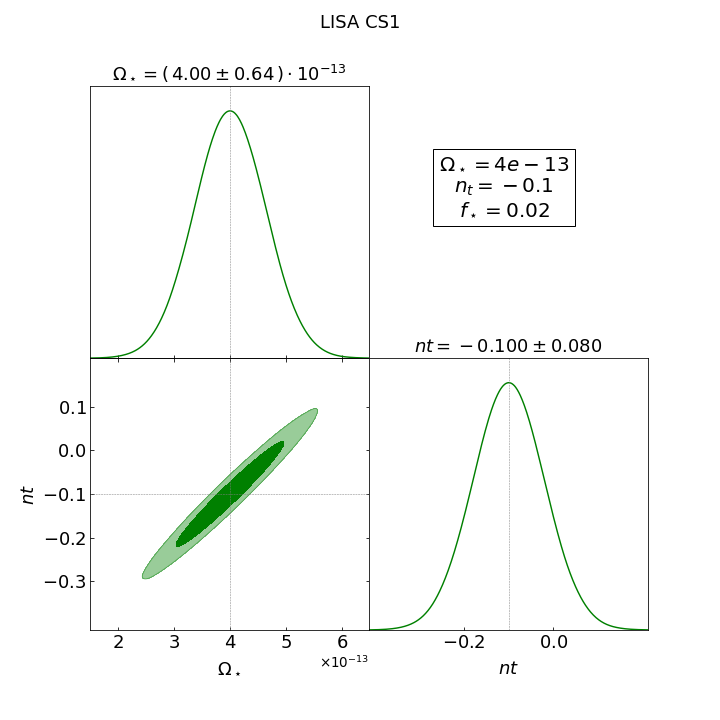 LISA CS1
Ω⋆ = (4.00 ± 0.64) · 10⁻¹³
Ω⋆ = 4e − 13
n_t = −0.1
f⋆ = 0.02
nt = −0.100 ± 0.080
0.1
0.0
−0.1
−0.2
−0.3
nt
2 3 4 5 6
×10⁻¹³
Ω⋆
−0.2 0.0
nt